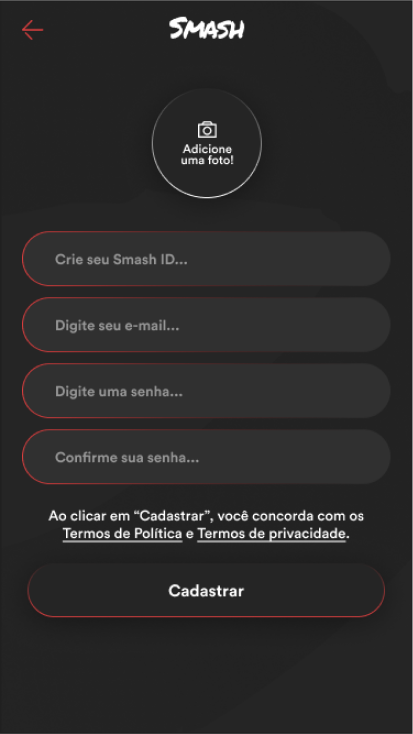 Smash
Adicione
uma foto!
Crie seu Smash ID...
Digite seu e-mail...
Digite uma senha...
Confirme sua senha...
Ao clicar em “Cadastrar”, você concorda com os
Termos de Política e Termos de privacidade.
Cadastrar